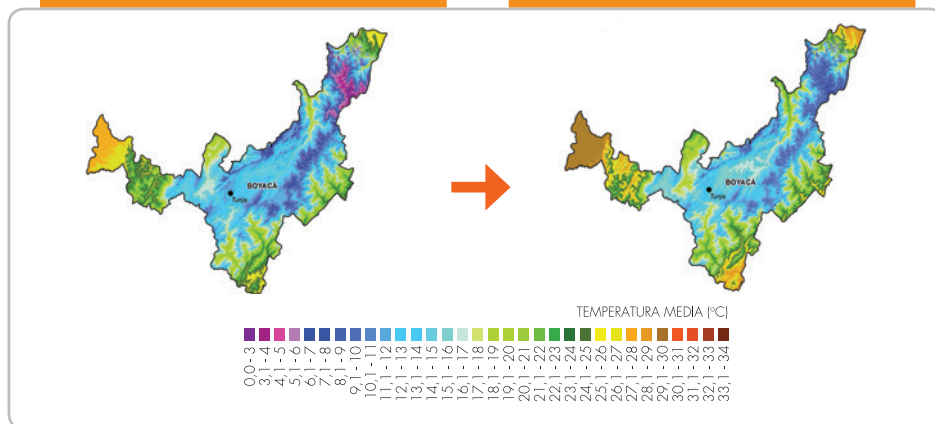 BOYACÁ
Tunja
BOYACÁ
Tunja
TEMPERATURA MEDIA (ºC)
0,0 - 3
3,1 - 4
4,1 - 5
5,1 - 6
6,1 - 7
7,1 - 8
8,1 - 9
9,1 - 10
10,1 - 11
11,1 - 12
12,1 - 13
13,1 - 14
14,1 - 15
15,1 - 16
16,1 - 17
17,1 - 18
18,1 - 19
19,1 - 20
20,1 - 21
21,1 - 22
22,1 - 23
23,1 - 24
24,1 - 25
25,1 - 26
26,1 - 27
27,1 - 28
28,1 - 29
29,1 - 30
30,1 - 31
31,1 - 32
32,1 - 33
33,1 - 34